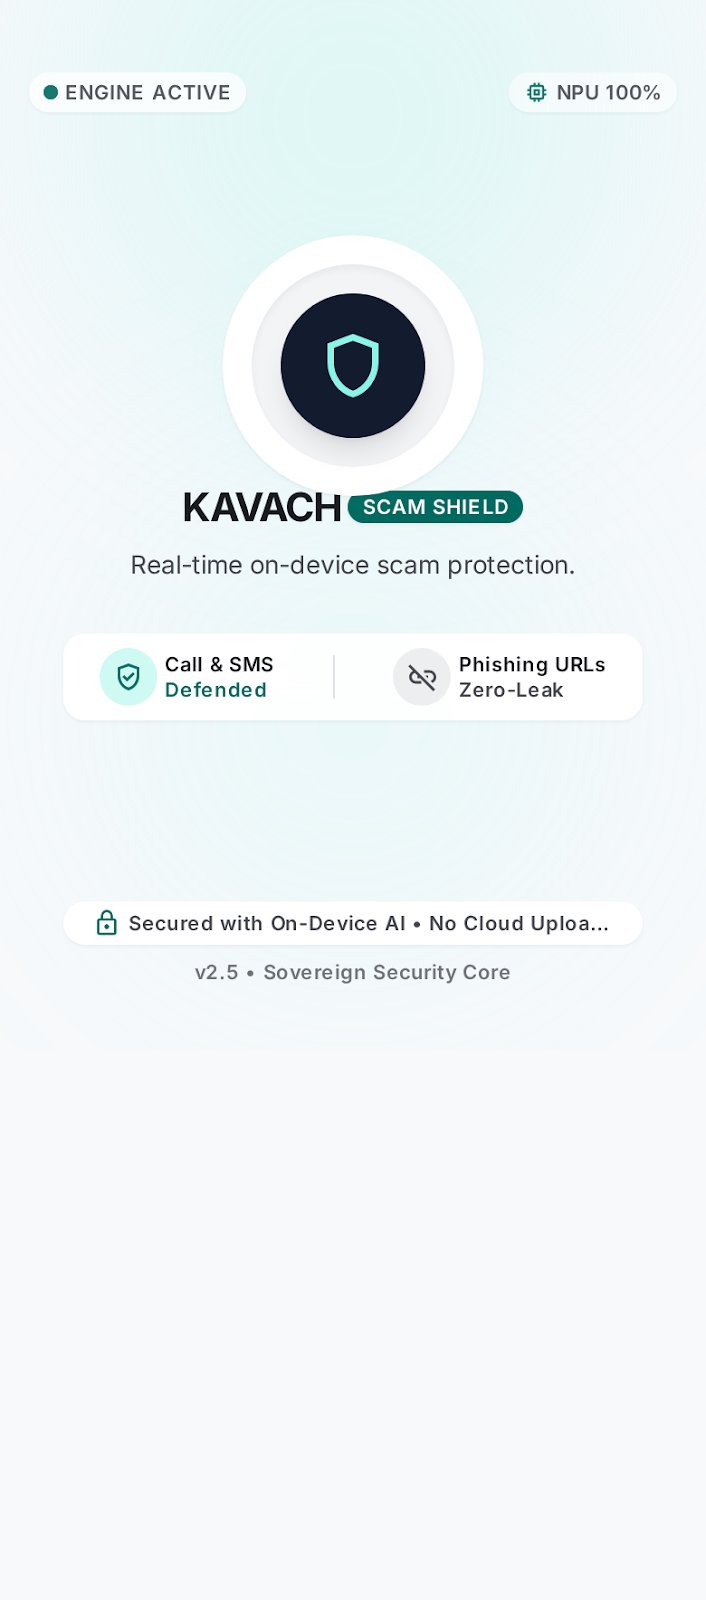 ENGINE ACTIVE
NPU 100%
KAVACH SCAM SHIELD
Real-time on-device scam protection.
Call & SMS
Defended
Phishing URLs
Zero-Leak
Secured with On-Device AI • No Cloud Uploa...
v2.5 • Sovereign Security Core